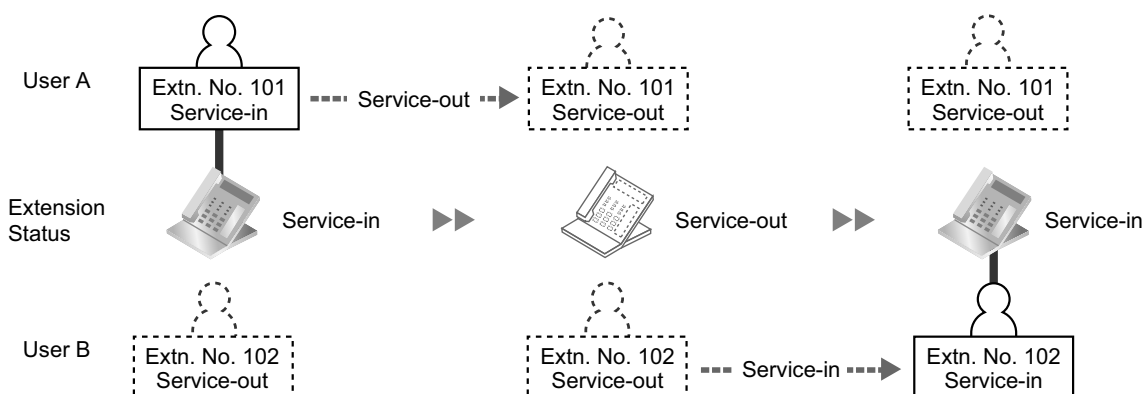 User A
Extn. No. 101
Service-in
Service-out
Extn. No. 101
Service-out
Extn. No. 101
Service-out
Extension
Status
Service-in
Service-out
Service-in
User B
Extn. No. 102
Service-out
Extn. No. 102
Service-out
Service-in
Extn. No. 102
Service-in